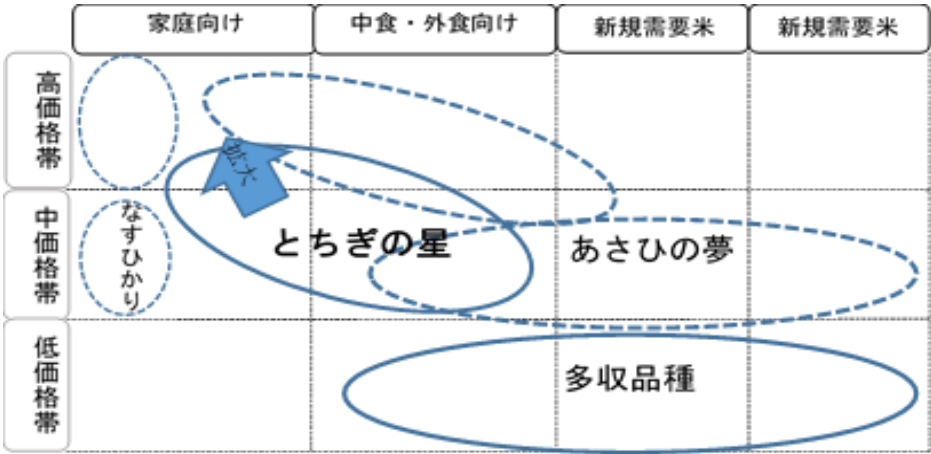 家庭向け
中食・外食向け
新規需要米
新規需要米
高価格帯
拡大
中価格帯
なすひかり
とちぎの星
あさひの夢
低価格帯
多収品種